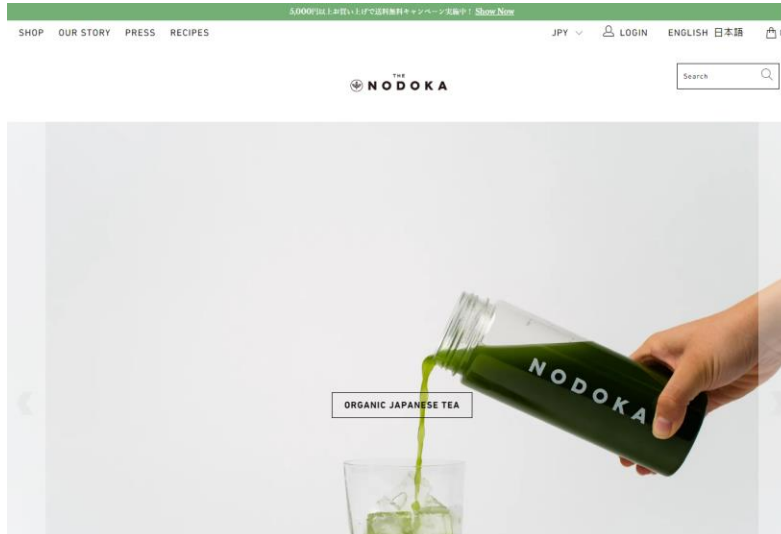 5,000円以上お買い上げで送料無料キャンペーン実施中！ Show Now
SHOP OUR STORY PRESS RECIPES JPY LOGIN ENGLISH 日本語
THE
NODOKA
Search
NODOKA
ORGANIC JAPANESE TEA